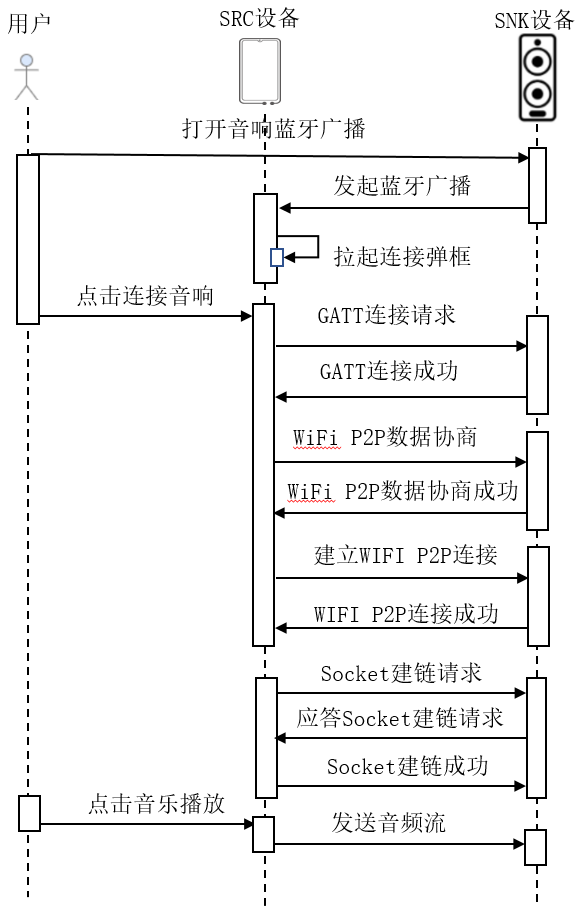 用户
SRC设备
SNK设备
打开音响蓝牙广播
发起蓝牙广播
拉起连接弹框
点击连接音响
GATT连接请求
GATT连接成功
WiFi P2P数据协商
WiFi P2P数据协商成功
建立WIFI P2P连接
WIFI P2P连接成功
Socket建链请求
应答Socket建链请求
Socket建链成功
点击音乐播放
发送音频流